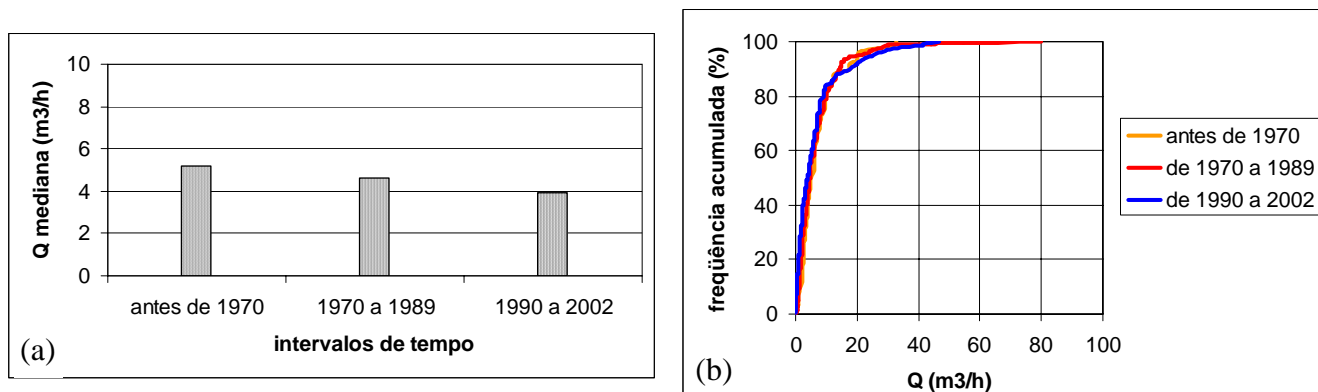 Q mediana (m3/h)
10
8
6
4
2
0
antes de 1970
1970 a 1989
1990 a 2002
intervalos de tempo
(a)
freqüência acumulada (%)
100
80
60
40
20
0
0 20 40 60 80 100
Q (m3/h)
(b)
antes de 1970
de 1970 a 1989
de 1990 a 2002